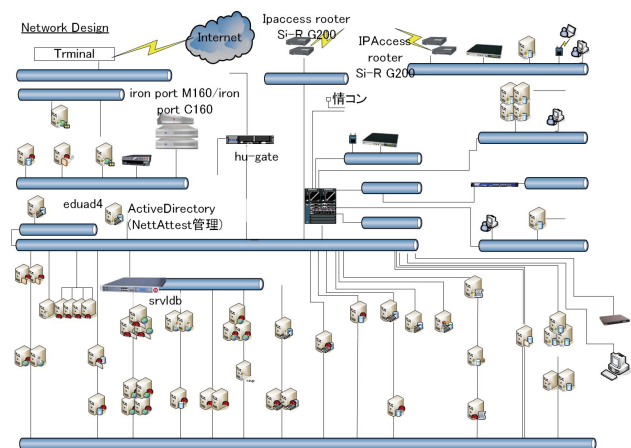 Network Design
Trminal
Internet
Ipaccess rooter
Si-R G200
IPAccess
rooter
Si-R G200
iron port M160/iron
port C160
情コン
hu-gate
eduad4
ActiveDirectory
(NettAttest管理)
srvldb